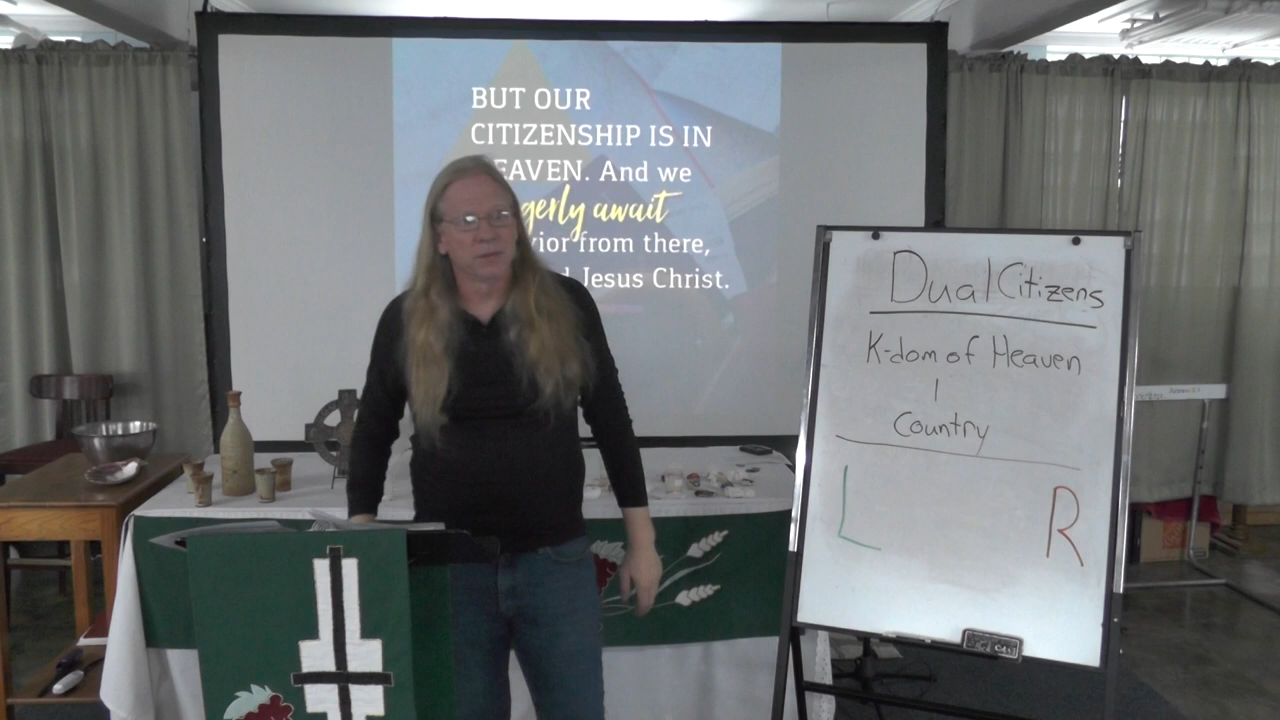 BUT OUR
CITIZENSHIP IS IN
EAVEN. And we
gerly await
vior from there,
d Jesus Christ.
Dual Citizens
K-dom of Heaven
|
Country
L R